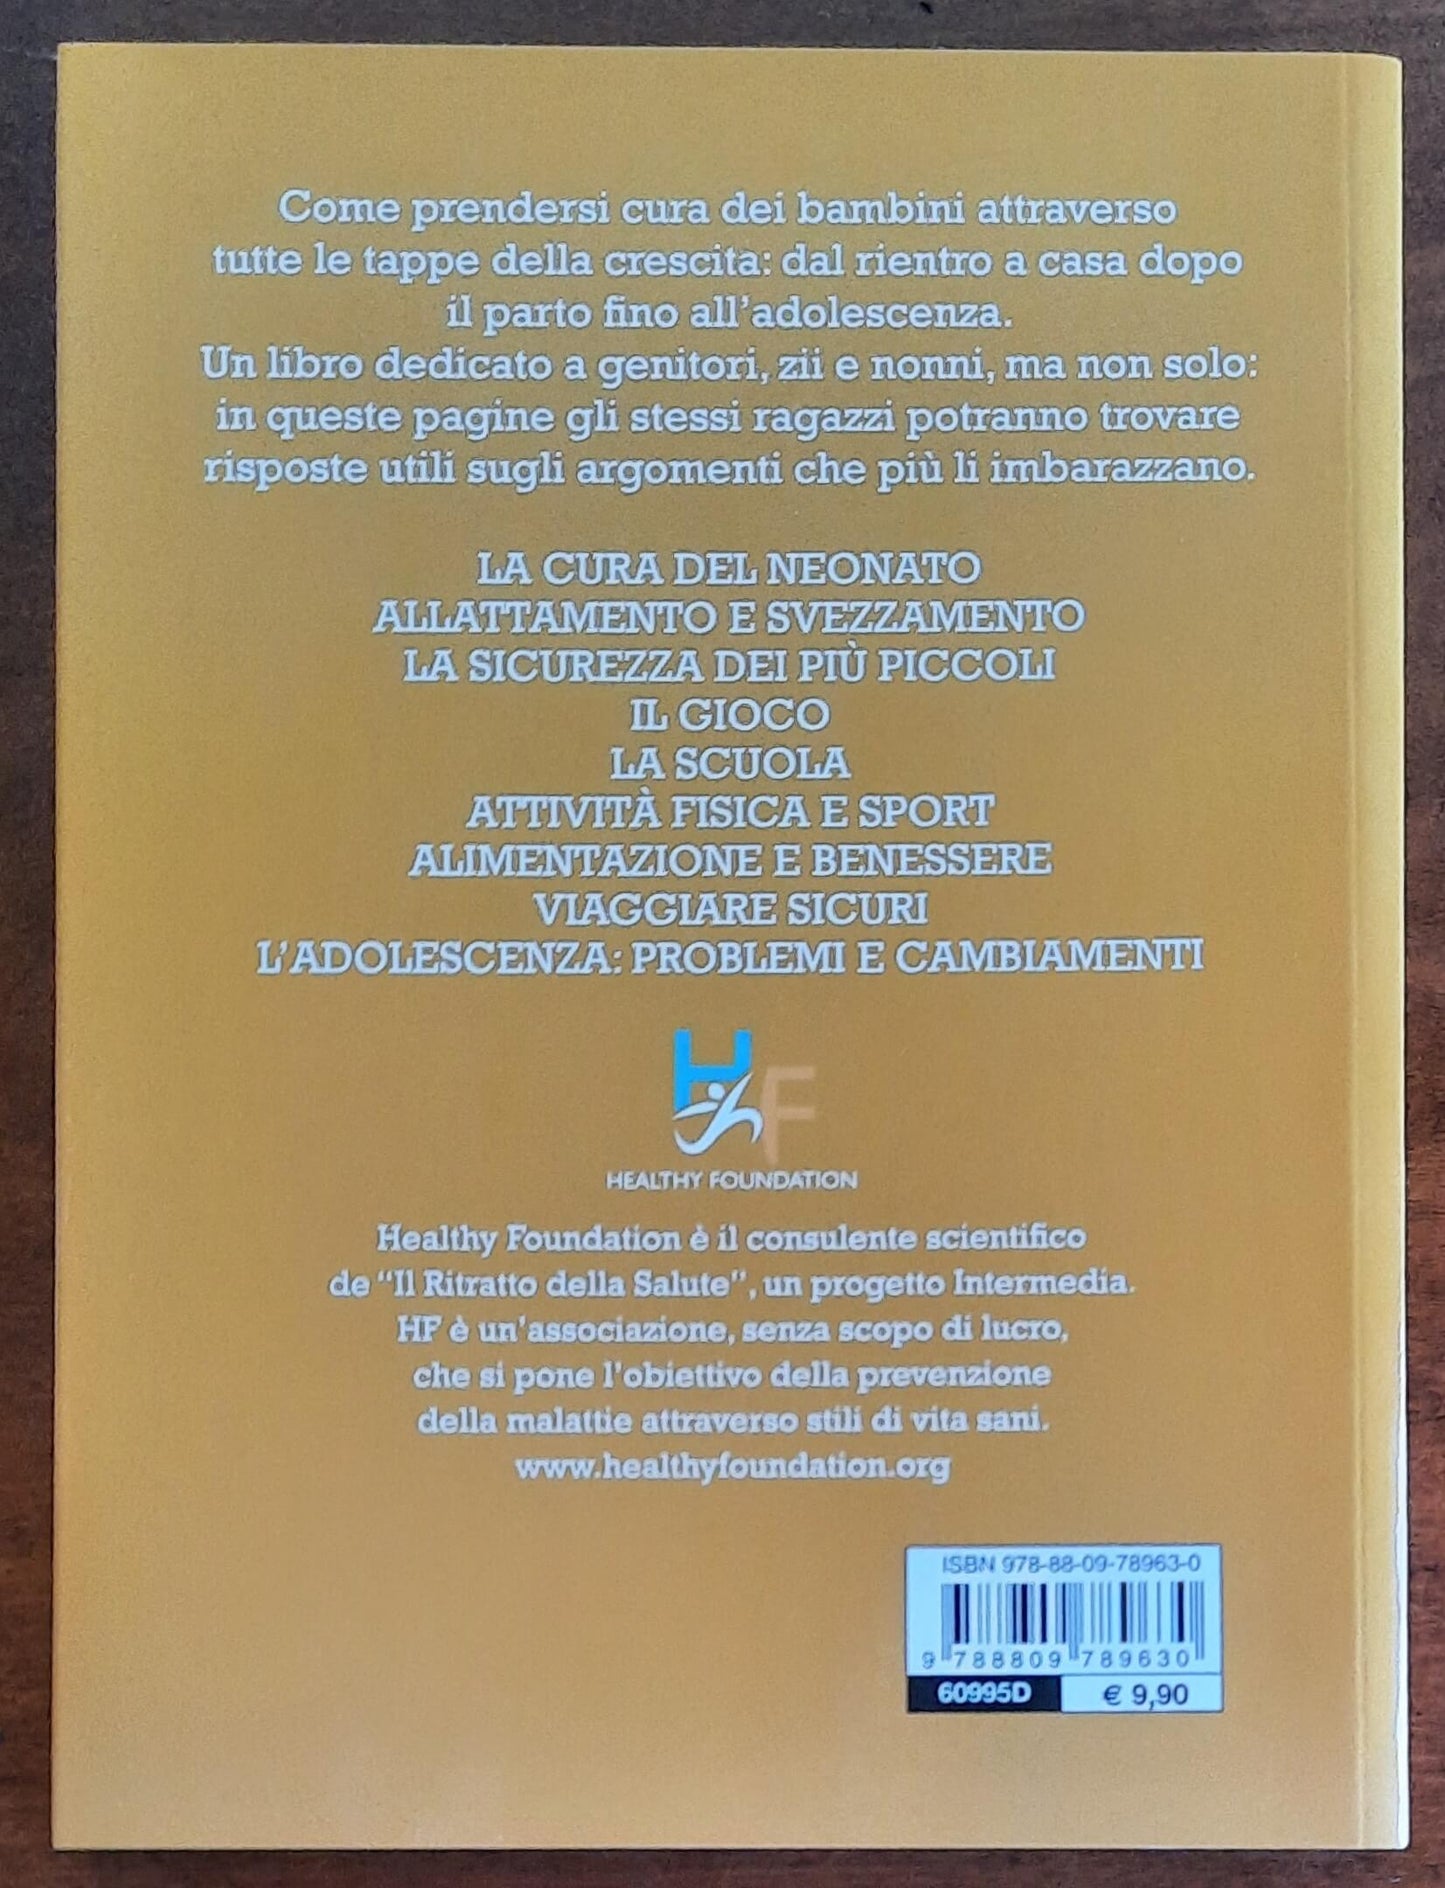 Come prendersi cura dei bambini attraverso
tutte le tappe della crescita: dal rientro a casa dopo
il parto fino all'adolescenza.
Un libro dedicato a genitori, zii e nonni, ma non solo:
in queste pagine gli stessi ragazzi potranno trovare
risposte utili sugli argomenti che più li imbarazzano.
LA CURA DEL NEONATO
ALLATTAMENTO E SVEZZAMENTO
LA SICUREZZA DEI PIÙ PICCOLI
IL GIOCO
LA SCUOLA
ATTIVITÀ FISICA E SPORT
ALIMENTAZIONE E BENESSERE
VIAGGIARE SICURI
L'ADOLESCENZA: PROBLEMI E CAMBIAMENTI
HF
HEALTHY FOUNDATION
Healthy Foundation è il consulente scientifico
de "Il Ritratto della Salute", un progetto Intermedia.
HF è un'associazione, senza scopo di lucro,
che si pone l'obiettivo della prevenzione
della malattie attraverso stili di vita sani.
www.healthyfoundation.org
ISBN 978-88-09-78963-0
9 788809 789630
60995D € 9,90